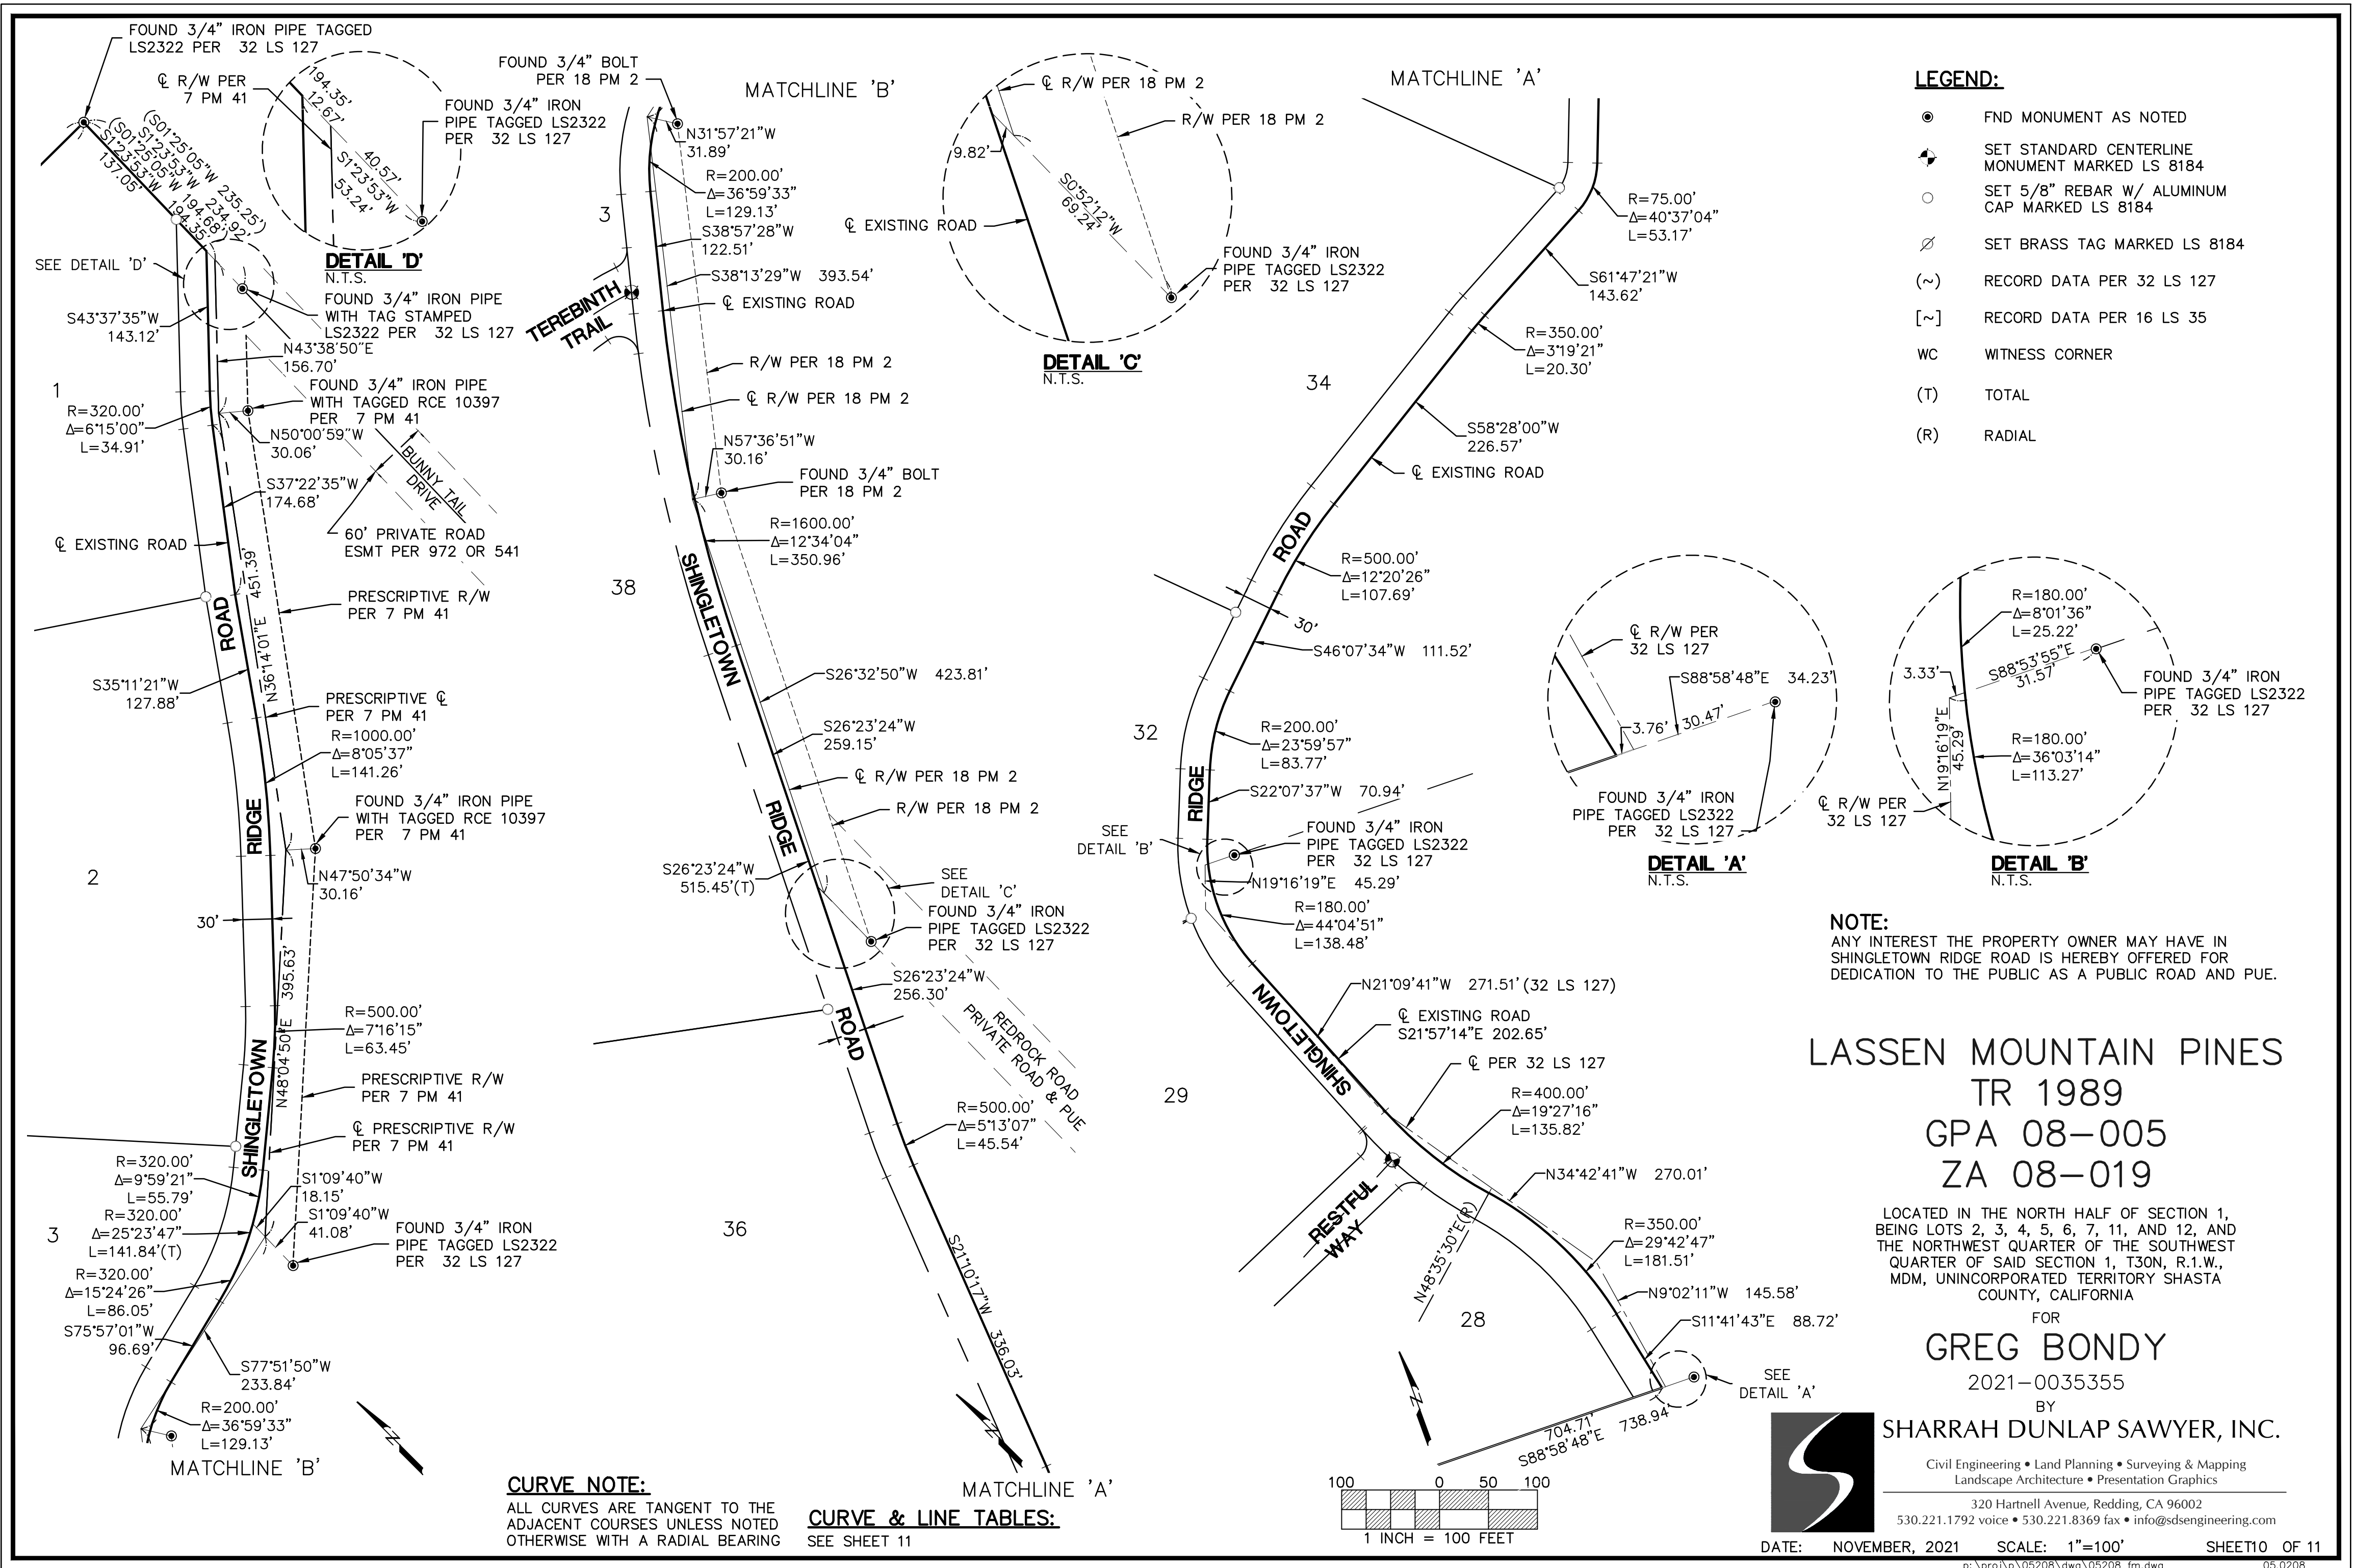 FOUND 3/4" IRON PIPE TAGGED
LS2322 PER 32 LS 127
℄ R/W PER
7 PM 41
194.35'
12.67'
S1°23'53"W
53.24'
40.57'
FOUND 3/4" IRON
PIPE TAGGED LS2322
PER 32 LS 127
DETAIL 'D'
N.T.S.
(S01°25'05"W 235.25')
S1°23'53"W 234.92'
(S01°25'05"W 194.68')
S1°23'53"W 194.35'
137.05'
SEE DETAIL 'D'
FOUND 3/4" IRON PIPE
WITH TAG STAMPED
LS2322 PER 32 LS 127
S43°37'35"W
143.12'
N43°38'50"E
156.70'
1
FOUND 3/4" IRON PIPE
WITH TAGGED RCE 10397
PER 7 PM 41
R=320.00'
Δ=6°15'00"
L=34.91'
N50°00'59"W
30.06'
BUNNY TAIL
DRIVE
S37°22'35"W
174.68'
60' PRIVATE ROAD
ESMT PER 972 OR 541
℄ EXISTING ROAD
N36°14'01"E 451.39'
PRESCRIPTIVE R/W
PER 7 PM 41
ROAD
S35°11'21"W
127.88'
PRESCRIPTIVE ℄
PER 7 PM 41
R=1000.00'
Δ=8°05'37"
L=141.26'
RIDGE
FOUND 3/4" IRON PIPE
WITH TAGGED RCE 10397
PER 7 PM 41
2
N47°50'34"W
30.16'
30'
N48°04'50"E 395.63'
R=500.00'
Δ=7°16'15"
L=63.45'
SHINGLETOWN
PRESCRIPTIVE R/W
PER 7 PM 41
℄ PRESCRIPTIVE R/W
PER 7 PM 41
R=320.00'
Δ=9°59'21"
L=55.79'
S1°09'40"W
18.15'
3
R=320.00'
Δ=25°23'47"
L=141.84'(T)
S1°09'40"W
41.08'
FOUND 3/4" IRON
PIPE TAGGED LS2322
PER 32 LS 127
R=320.00'
Δ=15°24'26"
L=86.05'
S75°57'01"W
96.69'
S77°51'50"W
233.84'
R=200.00'
Δ=36°59'33"
L=129.13'
N
MATCHLINE 'B'
FOUND 3/4" BOLT
PER 18 PM 2
MATCHLINE 'B'
N31°57'21"W
31.89'
3
R=200.00'
Δ=36°59'33"
L=129.13'
S38°57'28"W
122.51'
S38°13'29"W 393.54'
TEREBINTH
TRAIL
℄ EXISTING ROAD
R/W PER 18 PM 2
℄ R/W PER 18 PM 2
N57°36'51"W
30.16'
FOUND 3/4" BOLT
PER 18 PM 2
R=1600.00'
Δ=12°34'04"
L=350.96'
38
SHINGLETOWN
S26°32'50"W 423.81'
S26°23'24"W
259.15'
℄ R/W PER 18 PM 2
R/W PER 18 PM 2
RIDGE
S26°23'24"W
515.45'(T)
SEE
DETAIL 'C'
FOUND 3/4" IRON
PIPE TAGGED LS2322
PER 32 LS 127
S26°23'24"W
256.30'
REDROCK ROAD
PRIVATE ROAD & PUE
ROAD
R=500.00'
Δ=5°13'07"
L=45.54'
36
S21°10'17"W 336.03'
N
MATCHLINE 'A'
CURVE NOTE:
ALL CURVES ARE TANGENT TO THE
ADJACENT COURSES UNLESS NOTED
OTHERWISE WITH A RADIAL BEARING
CURVE & LINE TABLES:
SEE SHEET 11
℄ R/W PER 18 PM 2
R/W PER 18 PM 2
9.82'
S0°52'12"W
69.24'
℄ EXISTING ROAD
FOUND 3/4" IRON
PIPE TAGGED LS2322
PER 32 LS 127
DETAIL 'C'
N.T.S.
MATCHLINE 'A'
R=75.00'
Δ=40°37'04"
L=53.17'
S61°47'21"W
143.62'
R=350.00'
Δ=3°19'21"
L=20.30'
34
S58°28'00"W
226.57'
℄ EXISTING ROAD
ROAD
R=500.00'
Δ=12°20'26"
L=107.69'
30'
S46°07'34"W 111.52'
32
R=200.00'
Δ=23°59'57"
L=83.77'
RIDGE
S22°07'37"W 70.94'
SEE
DETAIL 'B'
FOUND 3/4" IRON
PIPE TAGGED LS2322
PER 32 LS 127
N19°16'19"E 45.29'
R=180.00'
Δ=44°04'51"
L=138.48'
SHINGLETOWN
N21°09'41"W 271.51' (32 LS 127)
℄ EXISTING ROAD
S21°57'14"E 202.65'
℄ PER 32 LS 127
29
R=400.00'
Δ=19°27'16"
L=135.82'
RESTFUL
WAY
N34°42'41"W 270.01'
N48°35'30"E(R)
R=350.00'
Δ=29°42'47"
L=181.51'
28
N9°02'11"W 145.58'
S11°41'43"E 88.72'
SEE
DETAIL 'A'
N
704.71'
S88°58'48"E 738.94'
100 0 50 100
1 INCH = 100 FEET
℄ R/W PER
32 LS 127
S88°58'48"E 34.23'
3.76'
30.47'
FOUND 3/4" IRON
PIPE TAGGED LS2322
PER 32 LS 127
DETAIL 'A'
N.T.S.
R=180.00'
Δ=8°01'36"
L=25.22'
3.33'
S88°53'55"E
31.57'
FOUND 3/4" IRON
PIPE TAGGED LS2322
PER 32 LS 127
N19°16'19"E
45.29'
R=180.00'
Δ=36°03'14"
L=113.27'
℄ R/W PER
32 LS 127
DETAIL 'B'
N.T.S.
LEGEND:
FND MONUMENT AS NOTED
SET STANDARD CENTERLINE
MONUMENT MARKED LS 8184
SET 5/8" REBAR W/ ALUMINUM
CAP MARKED LS 8184
SET BRASS TAG MARKED LS 8184
(~) RECORD DATA PER 32 LS 127
[~] RECORD DATA PER 16 LS 35
WC WITNESS CORNER
(T) TOTAL
(R) RADIAL
NOTE:
ANY INTEREST THE PROPERTY OWNER MAY HAVE IN
SHINGLETOWN RIDGE ROAD IS HEREBY OFFERED FOR
DEDICATION TO THE PUBLIC AS A PUBLIC ROAD AND PUE.
LASSEN MOUNTAIN PINES
TR 1989
GPA 08-005
ZA 08-019
LOCATED IN THE NORTH HALF OF SECTION 1,
BEING LOTS 2, 3, 4, 5, 6, 7, 11, AND 12, AND
THE NORTHWEST QUARTER OF THE SOUTHWEST
QUARTER OF SAID SECTION 1, T30N, R.1.W.,
MDM, UNINCORPORATED TERRITORY SHASTA
COUNTY, CALIFORNIA
FOR
GREG BONDY
2021-0035355
BY
SHARRAH DUNLAP SAWYER, INC.
Civil Engineering • Land Planning • Surveying & Mapping
Landscape Architecture • Presentation Graphics
320 Hartnell Avenue, Redding, CA 96002
530.221.1792 voice • 530.221.8369 fax • info@sdsengineering.com
DATE: NOVEMBER, 2021 SCALE: 1"=100' SHEET10 OF 11
p:\proj\p\05208\dwg\05208_fm.dwg 05.0208